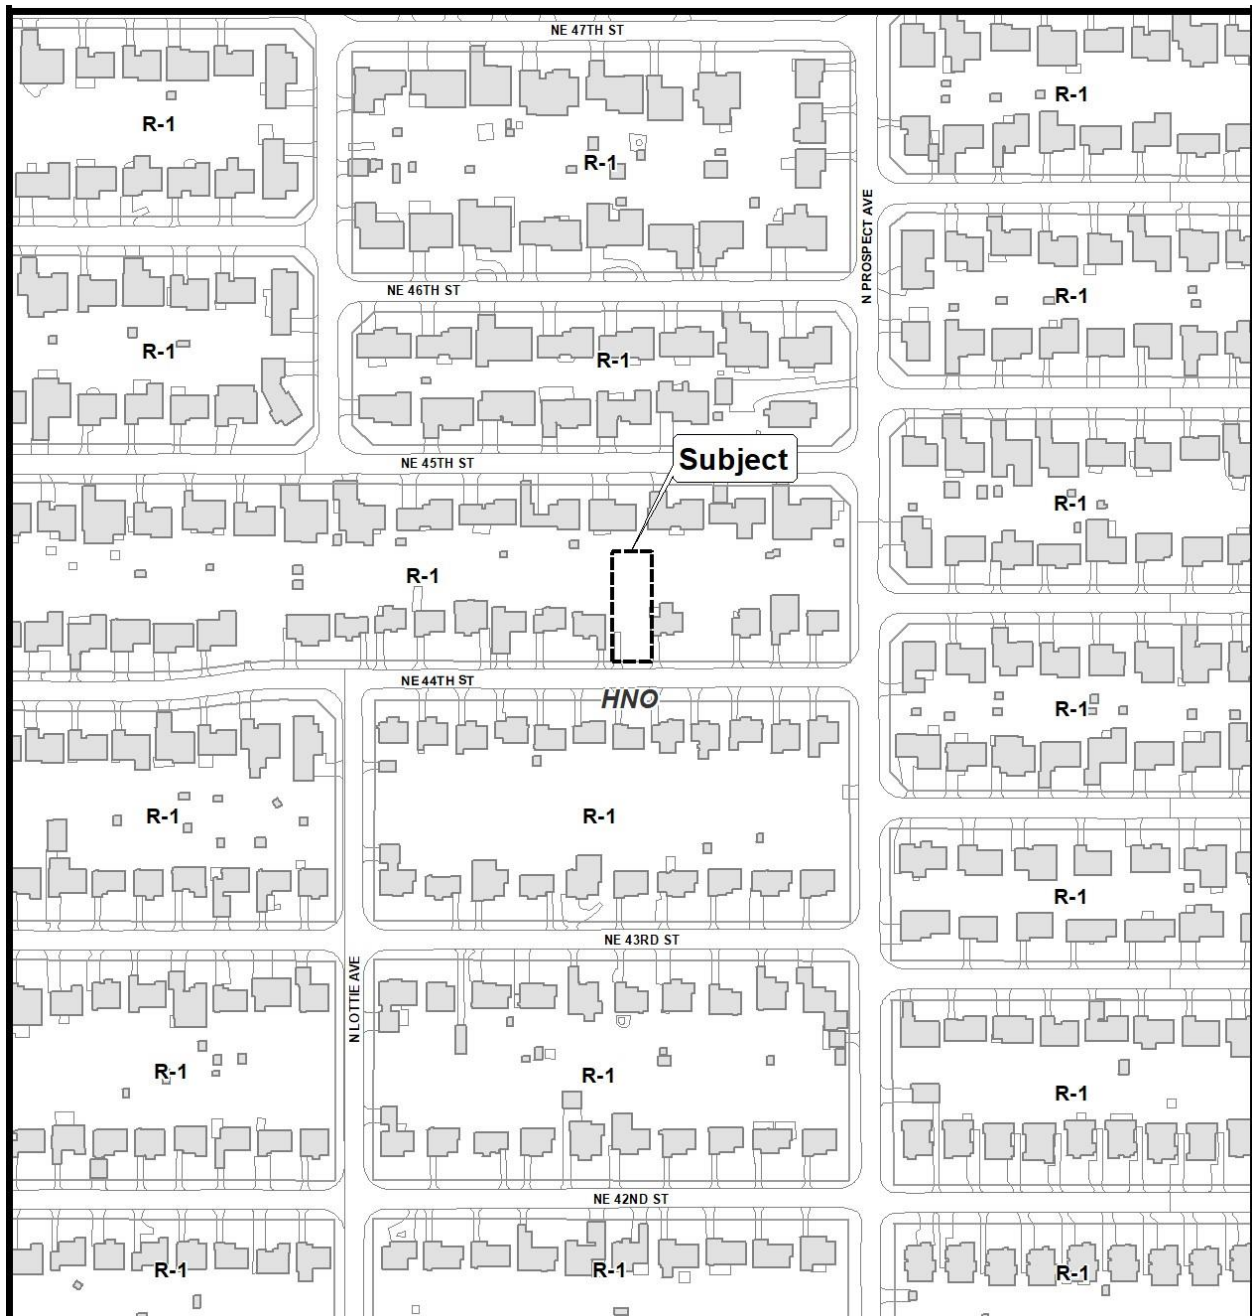 NE 47TH ST
R-1
R-1
R-1
N PROSPECT AVE
NE 46TH ST
R-1
R-1
R-1
NE 45TH ST
Subject
R-1
R-1
NE 44TH ST
HNO
R-1
R-1
R-1
R-1
NE 43RD ST
N LOTTIE AVE
R-1
R-1
R-1
NE 42ND ST
R-1
R-1
R-1